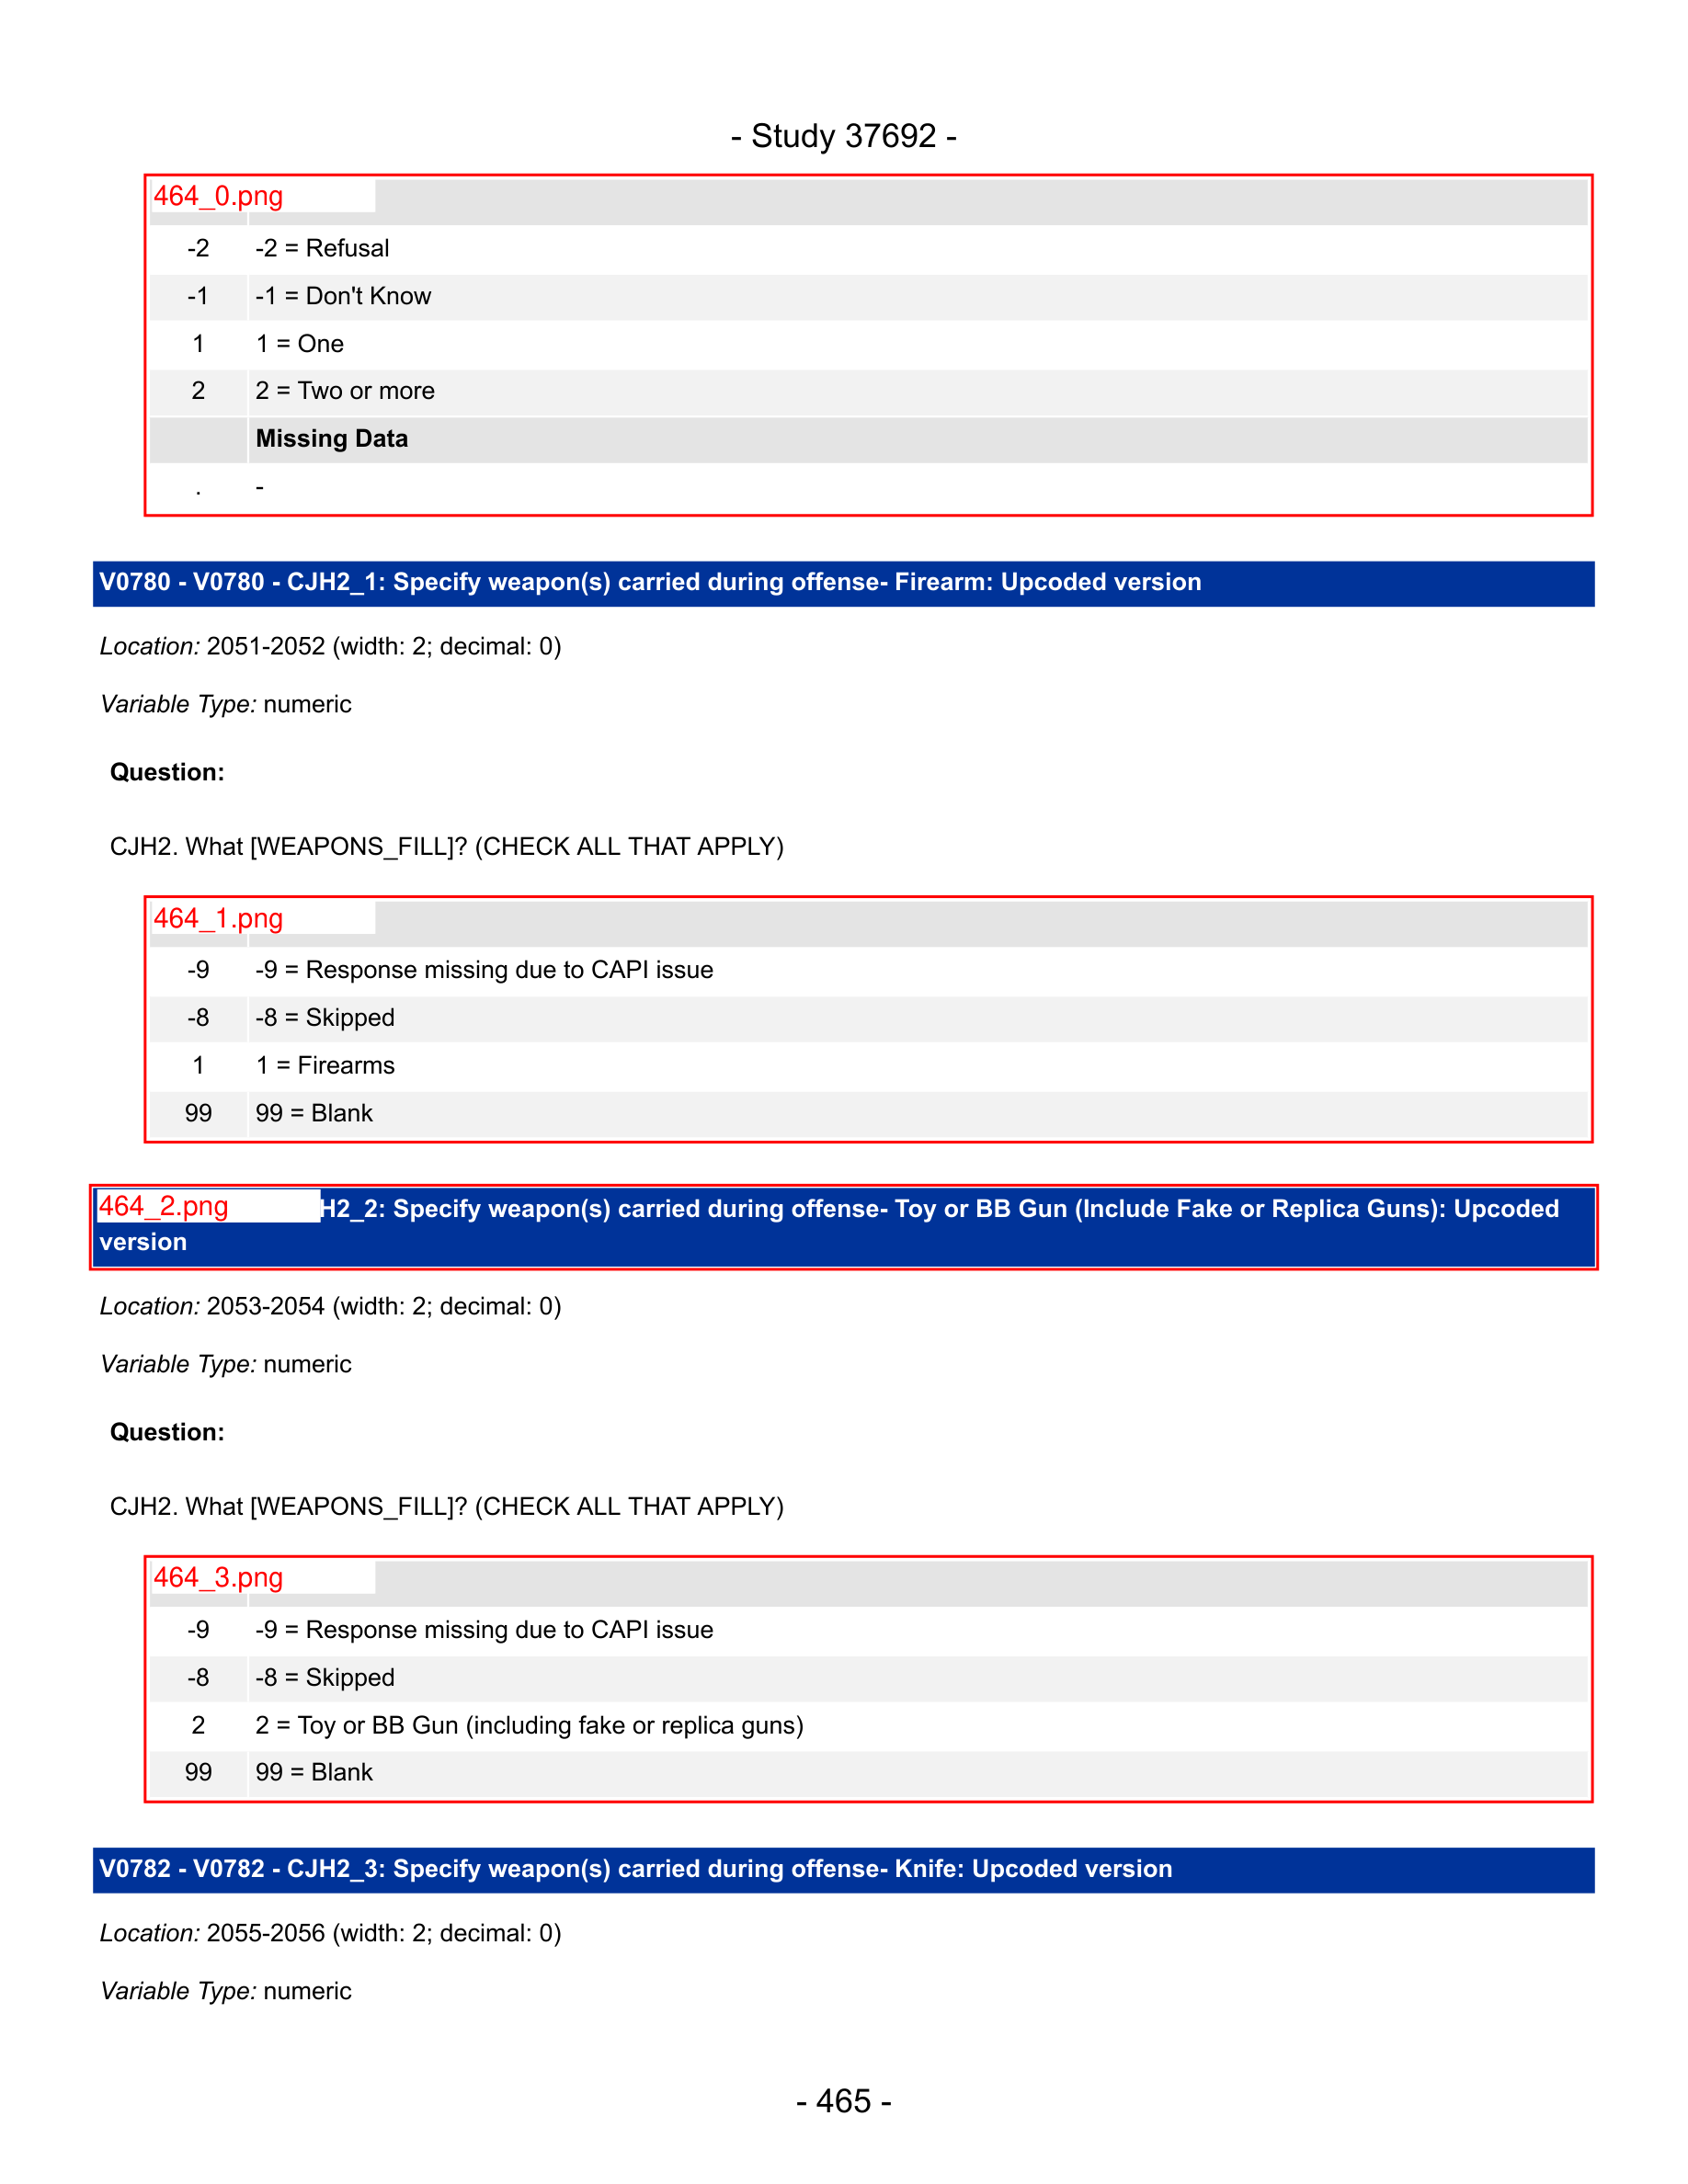 - Study 37692 -
464_0.png
-2 -2 = Refusal
-1 -1 = Don't Know
1 1 = One
2 2 = Two or more
Missing Data
. -
V0780 - V0780 - CJH2_1: Specify weapon(s) carried during offense- Firearm: Upcoded version
Location: 2051-2052 (width: 2; decimal: 0)
Variable Type: numeric
Question:
CJH2. What [WEAPONS_FILL]? (CHECK ALL THAT APPLY)
464_1.png
-9 -9 = Response missing due to CAPI issue
-8 -8 = Skipped
1 1 = Firearms
99 99 = Blank
464_2.png H2_2: Specify weapon(s) carried during offense- Toy or BB Gun (Include Fake or Replica Guns): Upcoded
version
Location: 2053-2054 (width: 2; decimal: 0)
Variable Type: numeric
Question:
CJH2. What [WEAPONS_FILL]? (CHECK ALL THAT APPLY)
464_3.png
-9 -9 = Response missing due to CAPI issue
-8 -8 = Skipped
2 2 = Toy or BB Gun (including fake or replica guns)
99 99 = Blank
V0782 - V0782 - CJH2_3: Specify weapon(s) carried during offense- Knife: Upcoded version
Location: 2055-2056 (width: 2; decimal: 0)
Variable Type: numeric
- 465 -